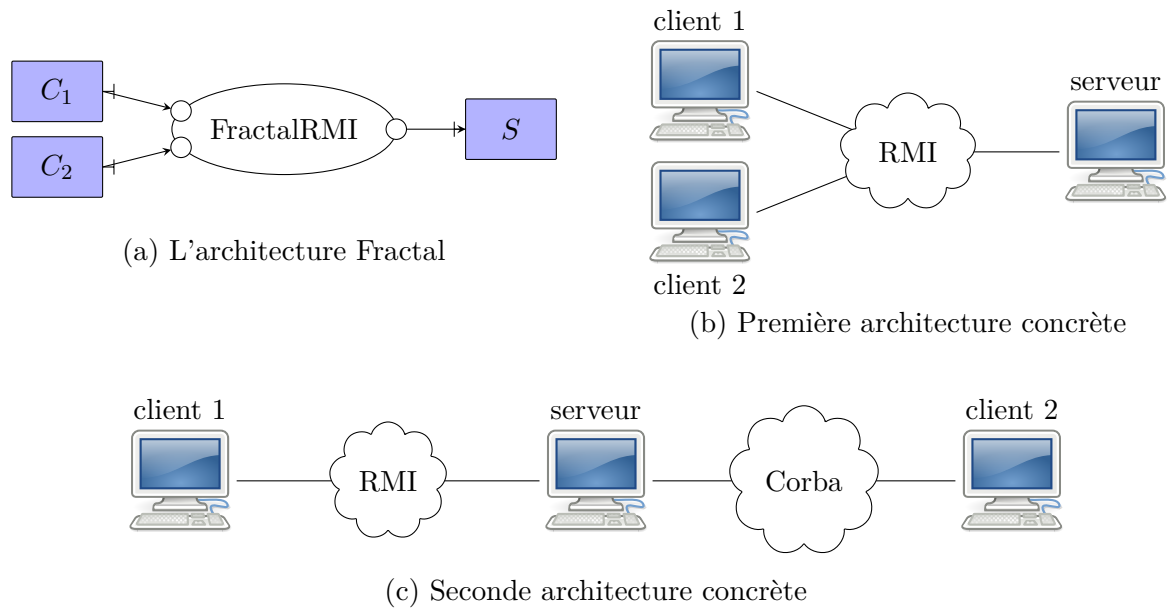 C1
C2
FractalRMI
S
(a) L'architecture Fractal
client 1
client 2
RMI
serveur
(b) Première architecture concrète
client 1
RMI
serveur
Corba
client 2
(c) Seconde architecture concrète